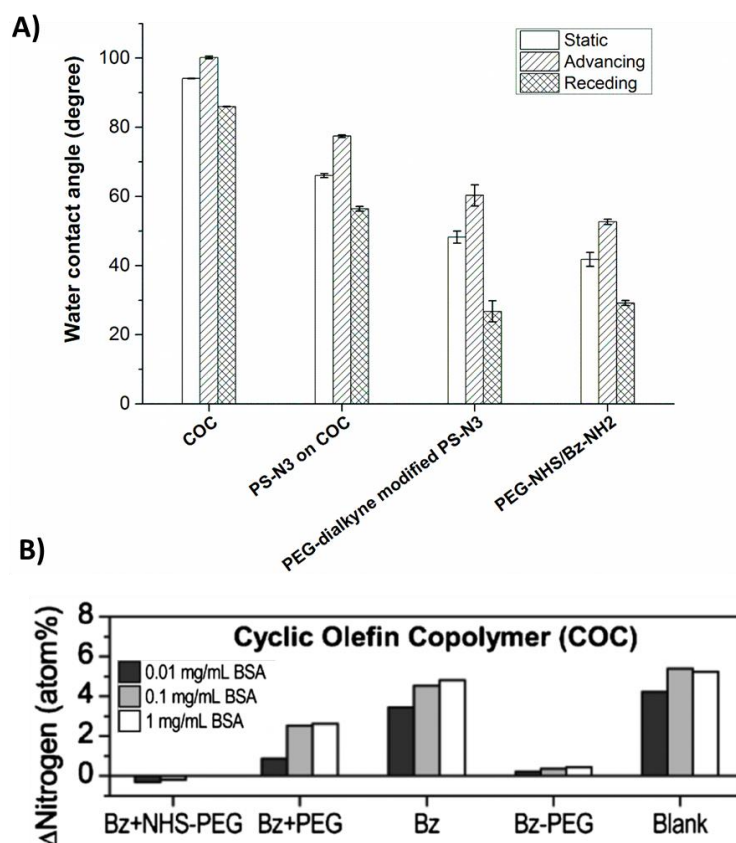 A)
Water contact angle (degree)
100
80
60
40
20
0
Static
Advancing
Receding
COC
PS-N3 on COC
PEG-dialkyne modified PS-N3
PEG-NHS/Bz-NH2
B)
ΔNitrogen (atom%)
8
6
4
2
0
Cyclic Olefin Copolymer (COC)
0.01 mg/mL BSA
0.1 mg/mL BSA
1 mg/mL BSA
Bz+NHS-PEG Bz+PEG Bz Bz-PEG Blank